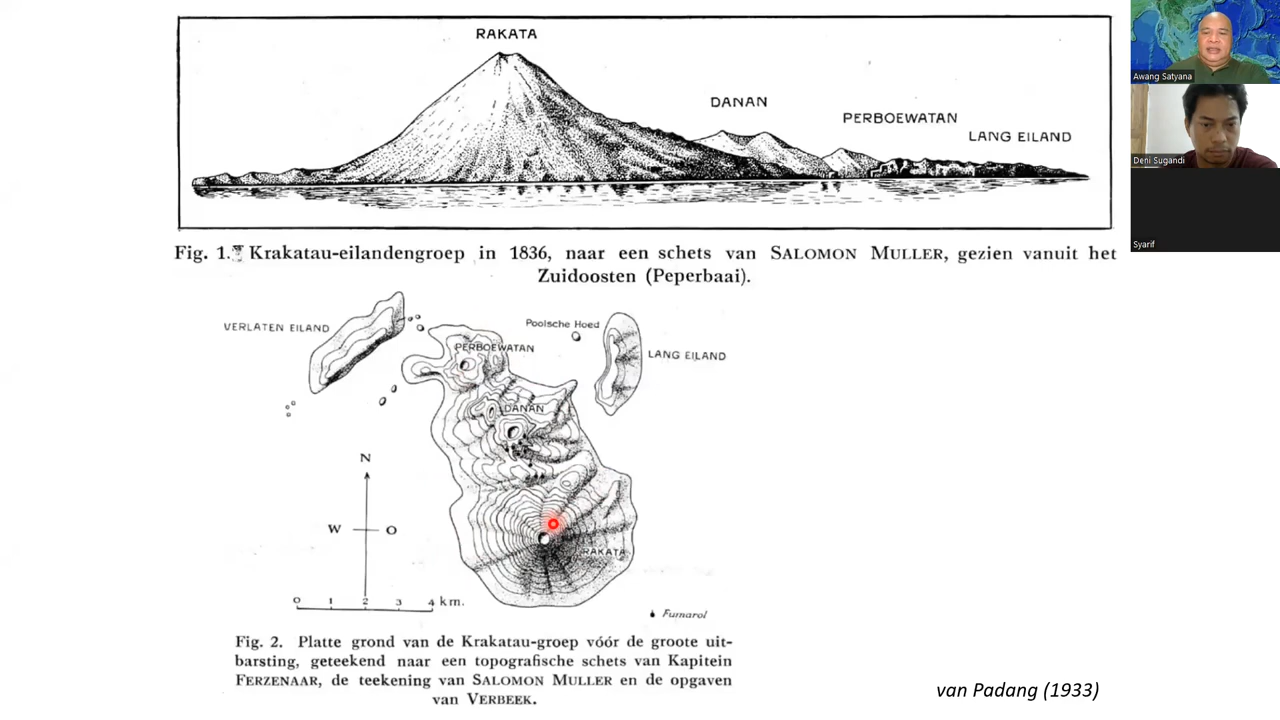 RAKATA
DANAN
PERBOEWATAN
LANG EILAND
Fig. 1. Krakatau-eilandengroep in 1836, naar een schets van SALOMON MULLER, gezien vanuit het
Zuidoosten (Peperbaai).
VERLATEN EILAND
Poolsche Hoed
PERBOEWATAN
LANG EILAND
DANAN
N
W
O
RAKATA
0 1 2 3 4 km.
Fumarol
Fig. 2. Platte grond van de Krakatau-groep vóór de groote uit-
barsting, geteekend naar een topografische schets van Kapitein
FERZENAAR, de teekening van SALOMON MULLER en de opgaven
van VERBEEK.
van Padang (1933)
Awang Satyana
Deni Sugandi
Syarif